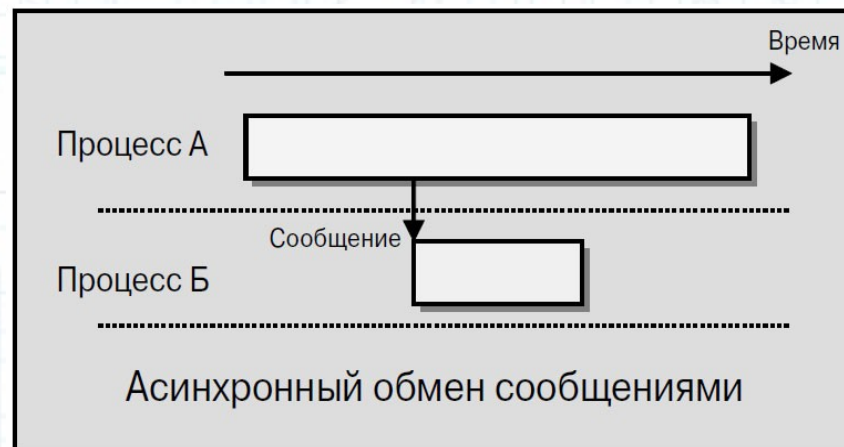 Время
Процесс А
Сообщение
Процесс Б
Асинхронный обмен сообщениями